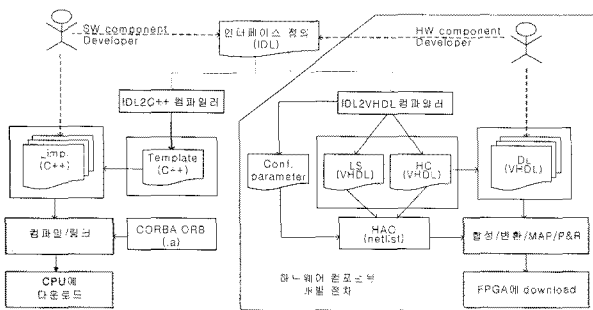 SW component
Developer
인터페이스 정의
(IDL)
HW component
Developer
IDL2C++ 컴파일러
IDL2VHDL 컴파일러
_imp.
(C++)
Template
(C++)
Conf.
parameter
LS
(VHDL)
HC
(VHDL)
DL
(VHDL)
컴파일/링크
CORBA ORB
(.a)
HAO
(netlist)
합성/변환/MAP/P&R
CPU에
다운로드
하드웨어 컴포넌트
개발 절차
FPGA에 download